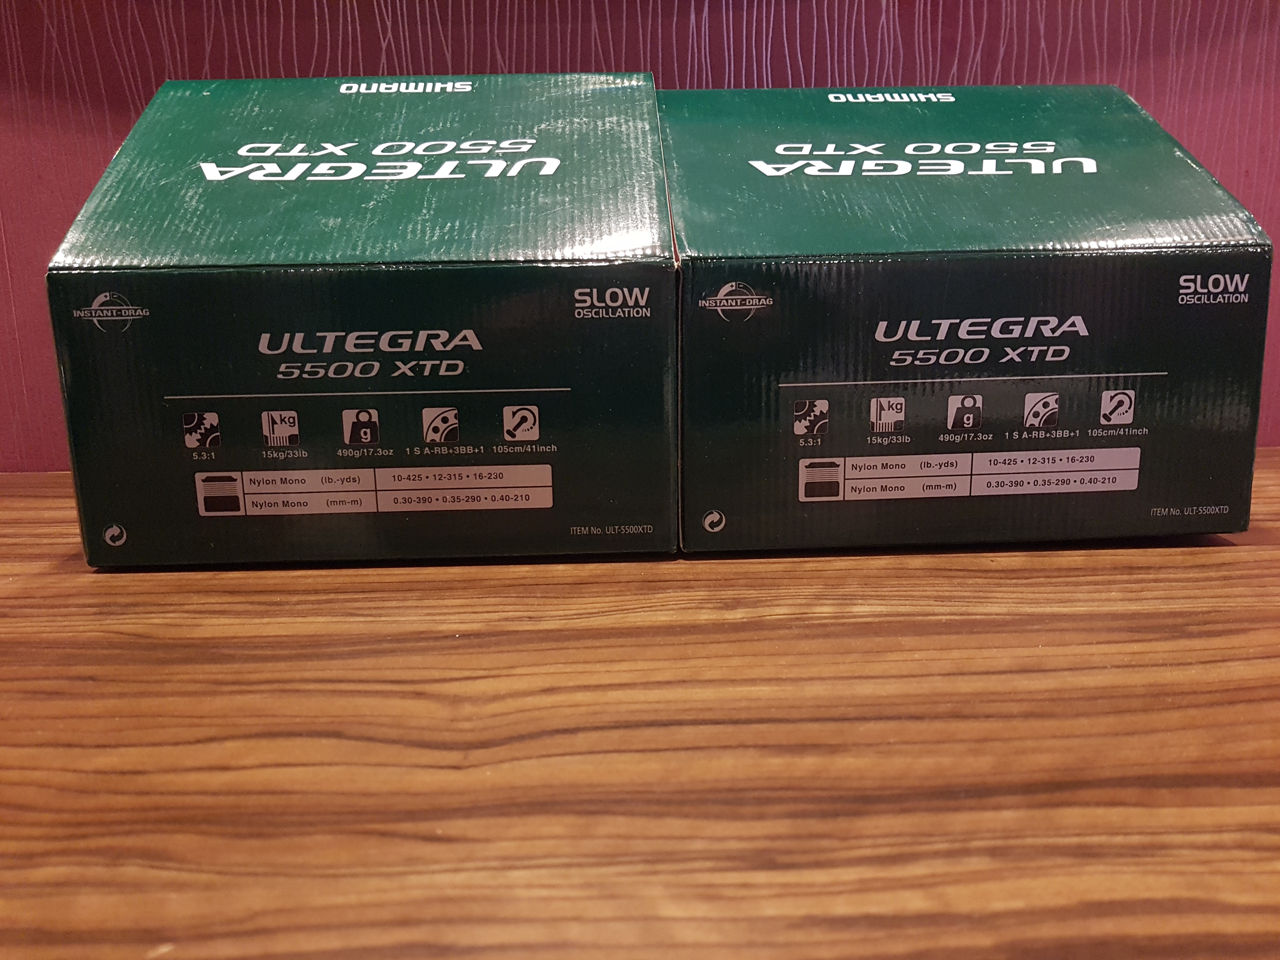 SHIMANO
ULTEGRA
5500 XTD
INSTANT-DRAG
SLOW
OSCILLATION
ULTEGRA
5500 XTD
kg
g
5.3:1
15kg/33lb
490g/17.3oz
1 S A-RB+3BB+1
105cm/41inch
Nylon Mono (lb.-yds) 10-425 • 12-315 • 16-230
Nylon Mono (mm-m) 0.30-390 • 0.35-290 • 0.40-210
ITEM No. ULT-5500XTD
SHIMANO
ULTEGRA
5500 XTD
INSTANT-DRAG
SLOW
OSCILLATION
ULTEGRA
5500 XTD
kg
g
5.3:1
15kg/33lb
490g/17.3oz
1 S A-RB+3BB+1
105cm/41inch
Nylon Mono (lb.-yds) 10-425 • 12-315 • 16-230
Nylon Mono (mm-m) 0.30-390 • 0.35-290 • 0.40-210
ITEM No. ULT-5500XTD